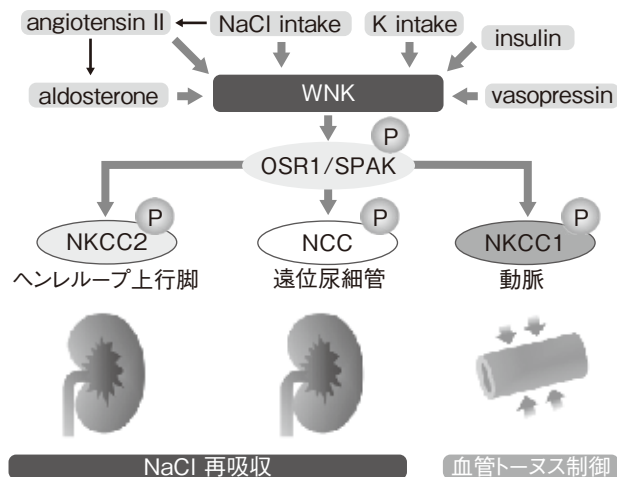 angiotensin II
NaCl intake
K intake
insulin
aldosterone
WNK
vasopressin
P
OSR1/SPAK
P
NKCC2
P
NCC
P
NKCC1
ヘンレループ上行脚
遠位尿細管
動脈
NaCl 再吸収
血管トーヌス制御